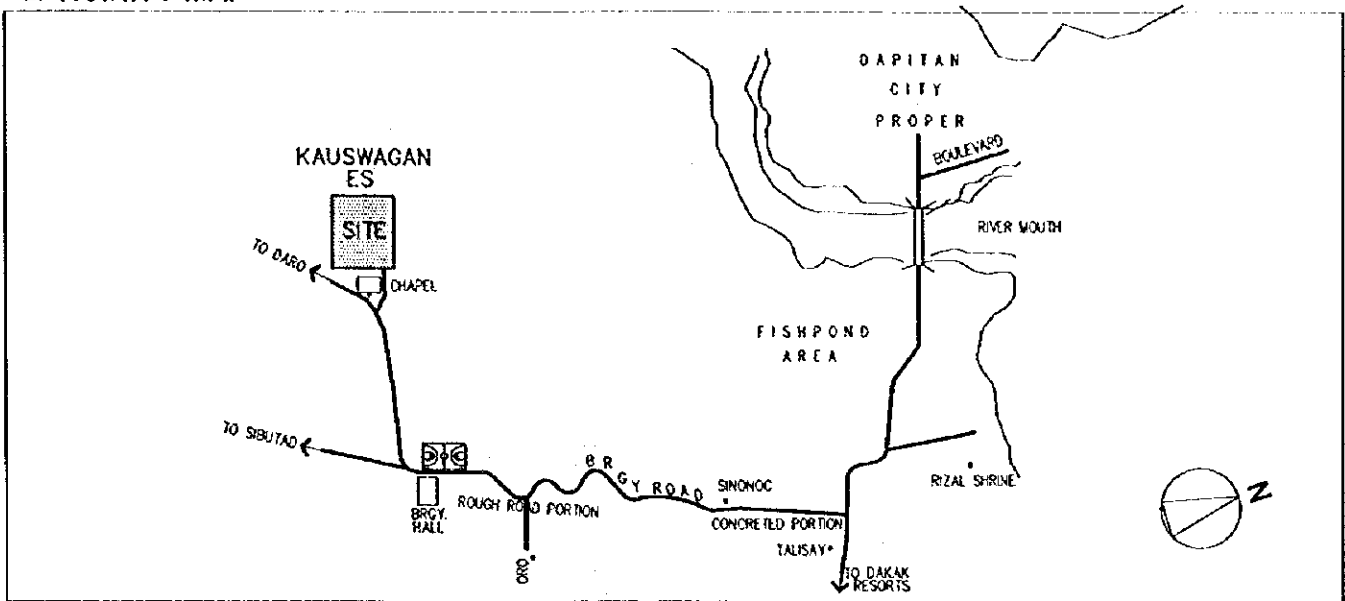 DAPITAN
CITY
PROPER
BOULEVARD
KAUSWAGAN
ES
SITE
TO DARO
CHAPEL
RIVER MOUTH
FISHPOND
AREA
TO SIBUTAD
BRGY.
HALL
ROUGH ROAD PORTION
BRGY ROAD
SINONOC
CONCRETED PORTION
RIZAL SHRINE
ORO
TALISAY
TO DAKAK
RESORTS
N